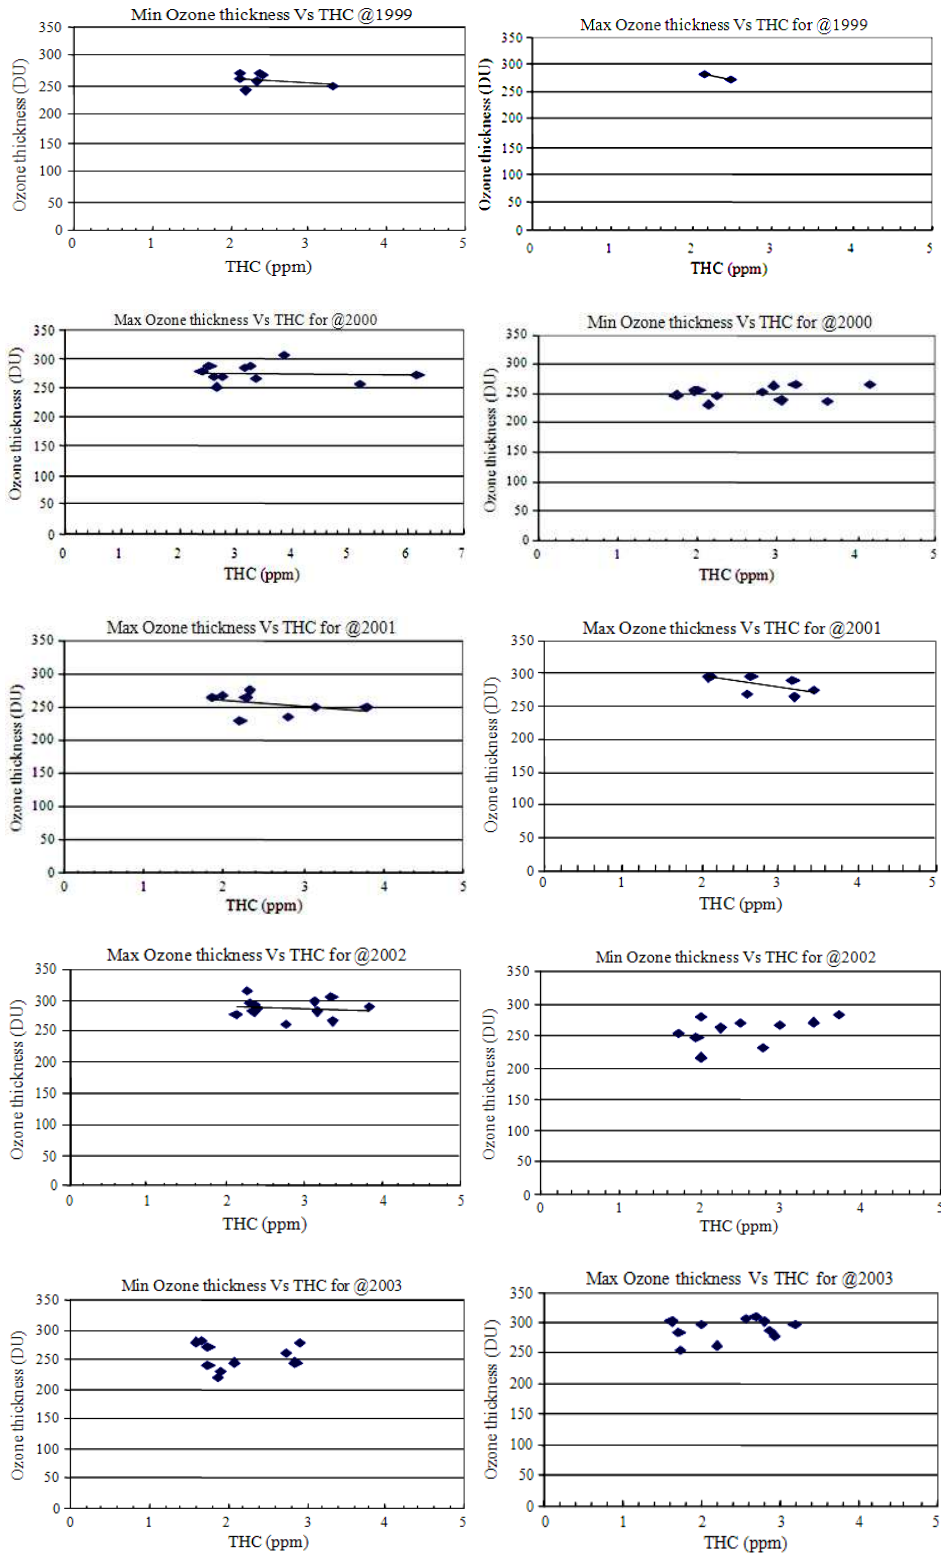 Min Ozone thickness Vs THC @1999
Ozone thickness (DU)
350
300
250
200
150
100
50
0
0 1 2 3 4 5
THC (ppm)
Max Ozone thickness Vs THC for @1999
Ozone thickness (DU)
350
300
250
200
150
100
50
0
0 1 2 3 4 5
THC (ppm)
Max Ozone thickness Vs THC for @2000
Ozone thickness (DU)
350
300
250
200
150
100
50
0
0 1 2 3 4 5 6 7
THC (ppm)
Min Ozone thickness Vs THC for @2000
Ozone thickness (DU)
350
300
250
200
150
100
50
0
0 1 2 3 4 5
THC (ppm)
Max Ozone thickness Vs THC for @2001
Ozone thickness (DU)
350
300
250
200
150
100
50
0
0 1 2 3 4 5
THC (ppm)
Max Ozone thickness Vs THC for @2001
Ozone thickness (DU)
350
300
250
200
150
100
50
0
0 1 2 3 4 5
THC (ppm)
Max Ozone thickness Vs THC for @2002
Ozone thickness (DU)
350
300
250
200
150
100
50
0
0 1 2 3 4 5
THC (ppm)
Min Ozone thickness Vs THC for @2002
Ozone thickness (DU)
350
300
250
200
150
100
50
0
0 1 2 3 4 5
THC (ppm)
Min Ozone thickness Vs THC for @2003
Ozone thickness (DU)
350
300
250
200
150
100
50
0
0 1 2 3 4 5
THC (ppm)
Max Ozone thickness Vs THC for @2003
Ozone thickness (DU)
350
300
250
200
150
100
50
0
0 1 2 3 4 5
THC (ppm)